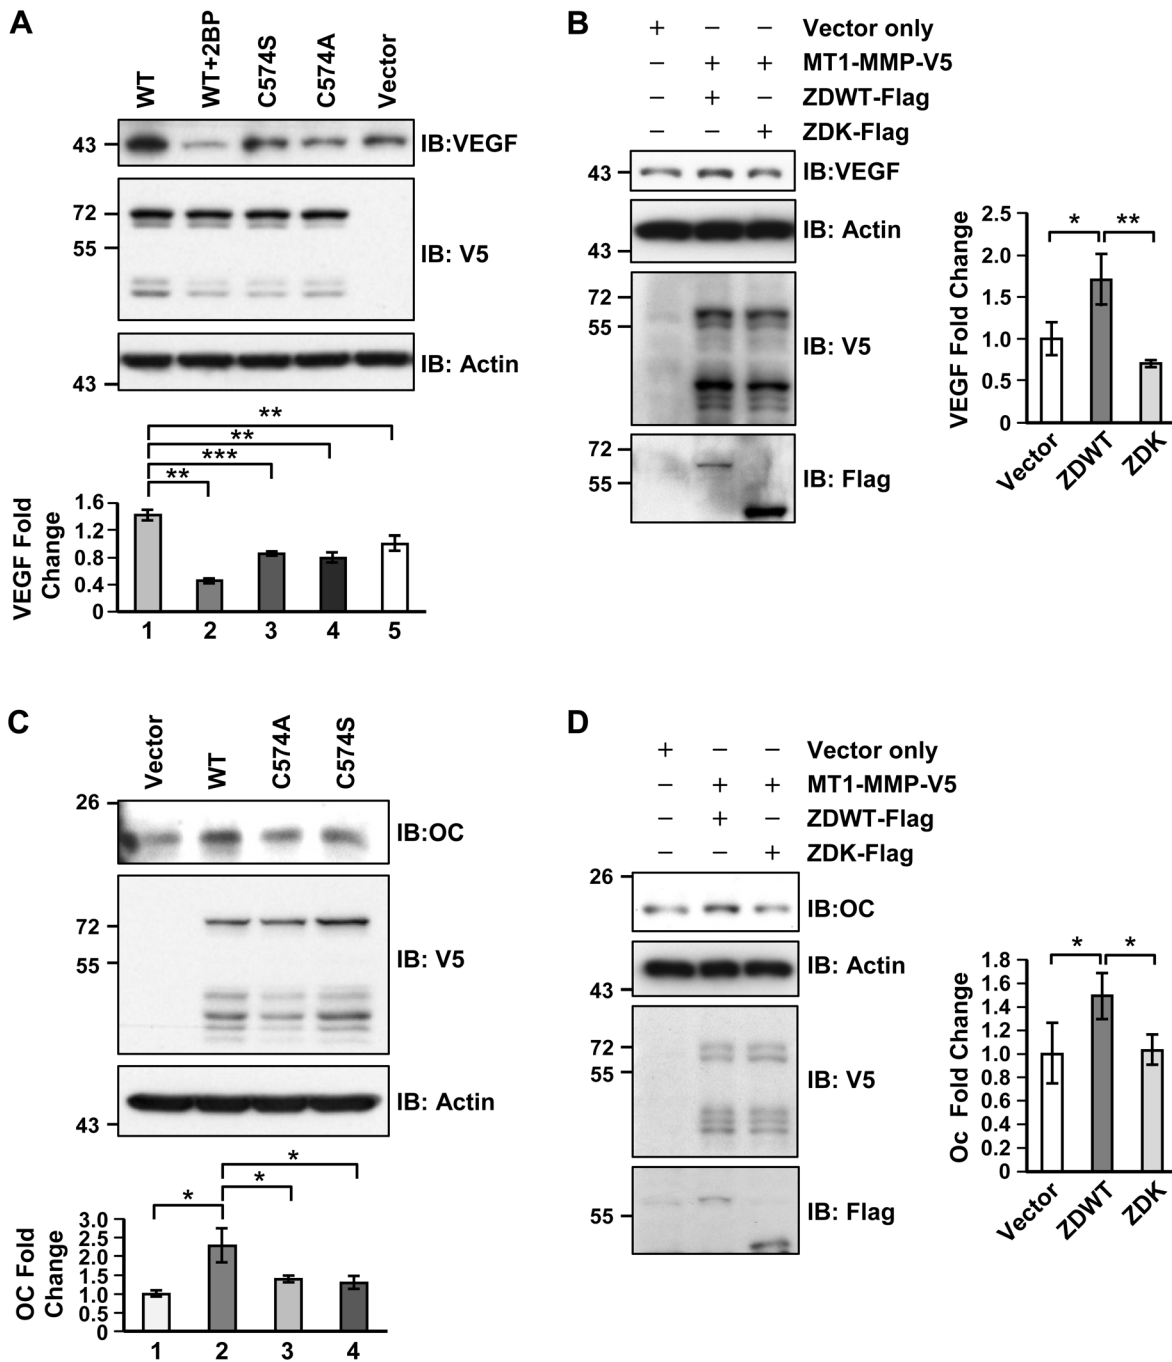 A
WT
WT+2BP
C574S
C574A
Vector
43
IB:VEGF
72
55
IB: V5
IB: Actin
43
**
**
***
**
VEGF Fold Change
1.6
1.2
0.8
0.4
0
1 2 3 4 5
B
+ − − Vector only
− + + MT1-MMP-V5
− + − ZDWT-Flag
− − + ZDK-Flag
43
IB:VEGF
IB: Actin
43
72
55
IB: V5
72
55
IB: Flag
VEGF Fold Change
2.5
2.0
1.5
1.0
0.5
0
* **
Vector
ZDWT
ZDK
C
Vector
WT
C574A
C574S
26
IB:OC
72
55
IB: V5
IB: Actin
43
*
*
*
OC Fold Change
3.0
2.5
2.0
1.5
1.0
0.5
0
1 2 3 4
D
+ − − Vector only
− + + MT1-MMP-V5
− + − ZDWT-Flag
− − + ZDK-Flag
26
IB:OC
IB: Actin
43
72
55
IB: V5
55
IB: Flag
Oc Fold Change
1.8
1.6
1.4
1.2
1.0
0.8
0.6
0.4
0.2
0
* *
Vector
ZDWT
ZDK